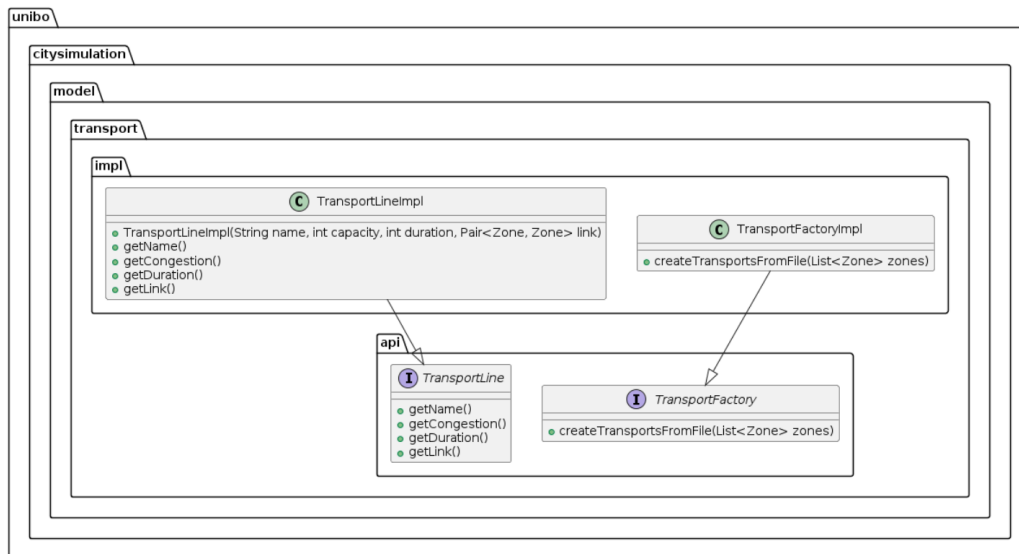 unibo
citysimulation
model
transport
impl
C TransportLineImpl
TransportLineImpl(String name, int capacity, int duration, Pair<Zone, Zone> link)
getName()
getCongestion()
getDuration()
getLink()
C TransportFactoryImpl
createTransportsFromFile(List<Zone> zones)
api
I TransportLine
getName()
getCongestion()
getDuration()
getLink()
I TransportFactory
createTransportsFromFile(List<Zone> zones)